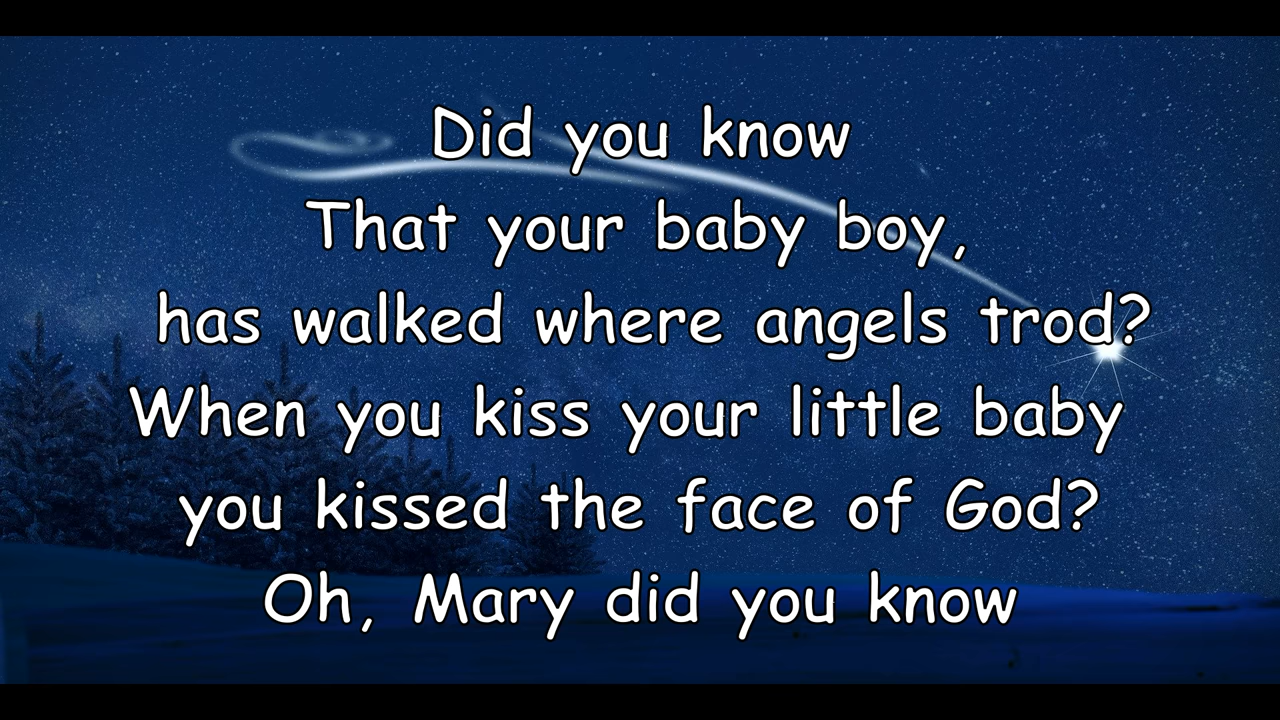 Did you know
That your baby boy,
has walked where angels trod?
When you kiss your little baby
you kissed the face of God?
Oh, Mary did you know